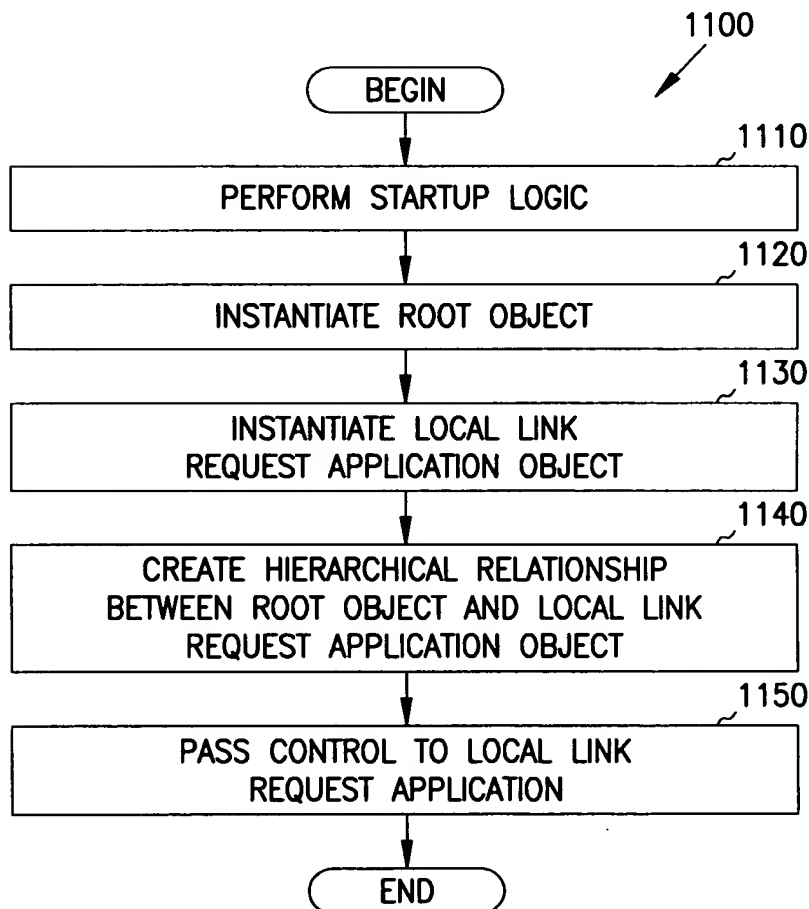 1100
BEGIN
1110
PERFORM STARTUP LOGIC
1120
INSTANTIATE ROOT OBJECT
1130
INSTANTIATE LOCAL LINK
REQUEST APPLICATION OBJECT
1140
CREATE HIERARCHICAL RELATIONSHIP
BETWEEN ROOT OBJECT AND LOCAL LINK
REQUEST APPLICATION OBJECT
1150
PASS CONTROL TO LOCAL LINK
REQUEST APPLICATION
END